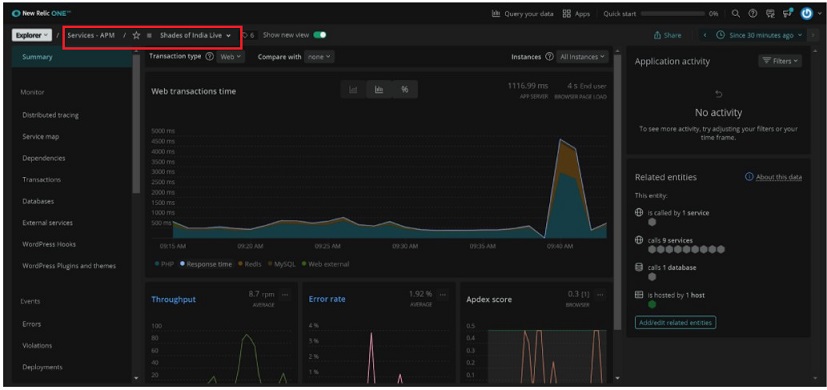 New Relic ONE™
Query your data
Apps
Quick start
0%
Explorer
/ Services - APM / Shades of India Live
6
Show new view
Share
Since 30 minutes ago
Summary
Monitor
Distributed tracing
Service map
Dependencies
Transactions
Databases
External services
WordPress Hooks
WordPress Plugins and themes
Events
Errors
Violations
Deployments
Transaction type ? Web
Compare with none
Instances ? All Instances
Web transactions time
%
1116.99 ms
APP SERVER
4 s End user
BROWSER PAGE LOAD
5000 ms
4500 ms
4000 ms
3500 ms
3000 ms
2500 ms
2000 ms
1500 ms
1000 ms
500 ms
09:15 AM 09:20 AM 09:25 AM 09:30 AM 09:35 AM 09:40 AM
PHP Response time Redis MySQL Web external
Throughput
8.7 rpm
AVERAGE
100
80
60
40
20
Error rate
1.92 %
AVERAGE
4 %
3 %
2 %
1 %
Apdex score
0.3 [1]
BROWSER
0.5
0.4
0.3
0.2
0.1
Application activity
Filters
No activity
To see more activity, try adjusting your filters or your
time frame.
Related entities
About this data
This entity:
is called by 1 service
calls 9 services
calls 1 database
is hosted by 1 host
Add/edit related entities